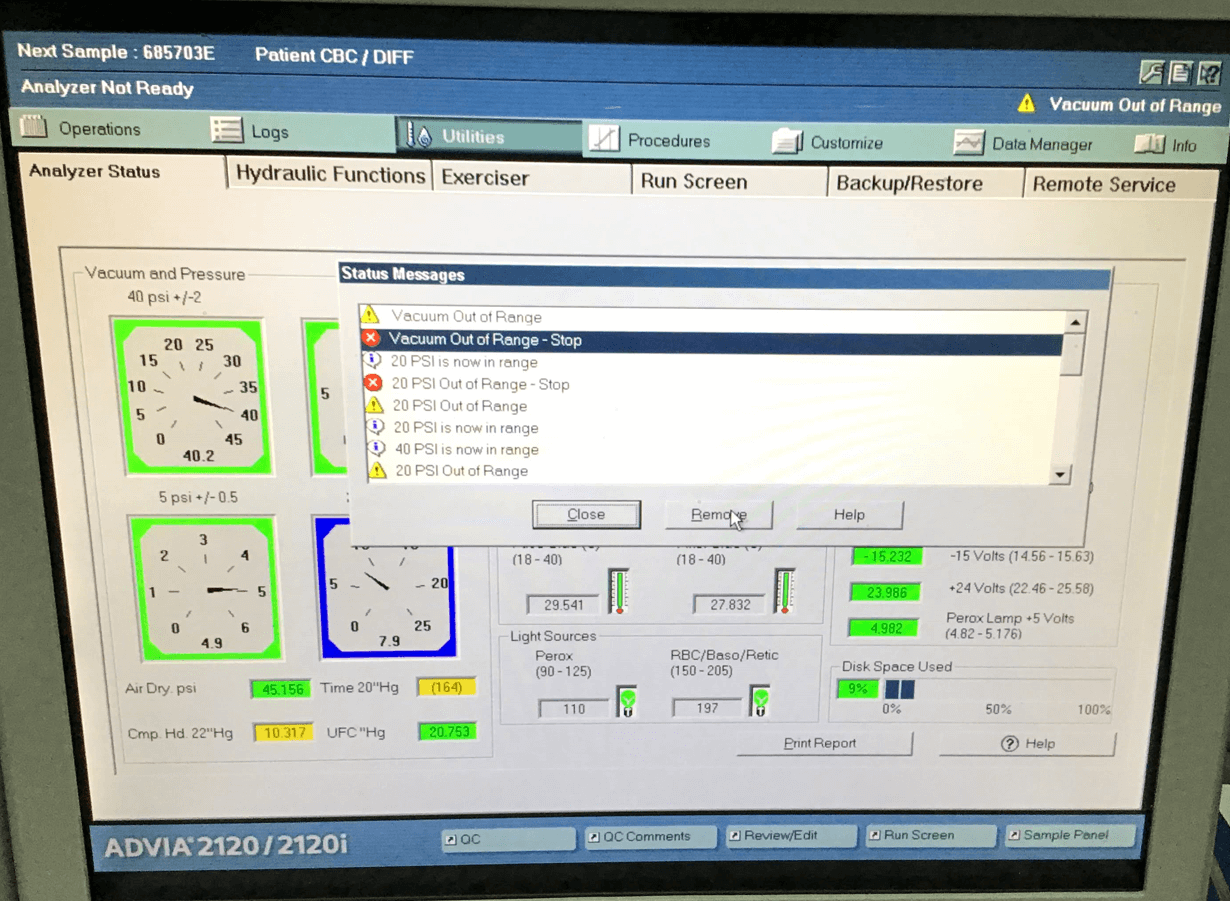 Next Sample : 685703E Patient CBC / DIFF
Analyzer Not Ready
Vacuum Out of Range
Operations Logs Utilities Procedures Customize Data Manager Info
Analyzer Status Hydraulic Functions Exerciser Run Screen Backup/Restore Remote Service
Vacuum and Pressure
40 psi +/-2
20 25
15 30
10 35
5 40
0 45
40.2
5
Status Messages
Vacuum Out of Range
Vacuum Out of Range - Stop
20 PSI is now in range
20 PSI Out of Range - Stop
20 PSI Out of Range
20 PSI is now in range
40 PSI is now in range
20 PSI Out of Range
Close Remove Help
5 psi +/-0.5
3
2 4
1 5
0 6
4.9
5 20
0 25
7.9
Air Dry. psi 45.156 Time 20"Hg (164)
Cmp. Hd. 22"Hg 10.317 UFC "Hg 20.753
(18 - 40) (18 - 40)
29.541 27.832
Light Sources
Perox RBC/Baso/Retic
(90 - 125) (150 - 205)
110 197
-15.232 -15 Volts (14.56 - 15.63)
23.986 +24 Volts (22.46 - 25.58)
4.982 Perox Lamp +5 Volts
(4.82 - 5.176)
Disk Space Used
9%
0% 50% 100%
Print Report Help
ADVIA® 2120 / 2120i QC QC Comments Review/Edit Run Screen Sample Panel